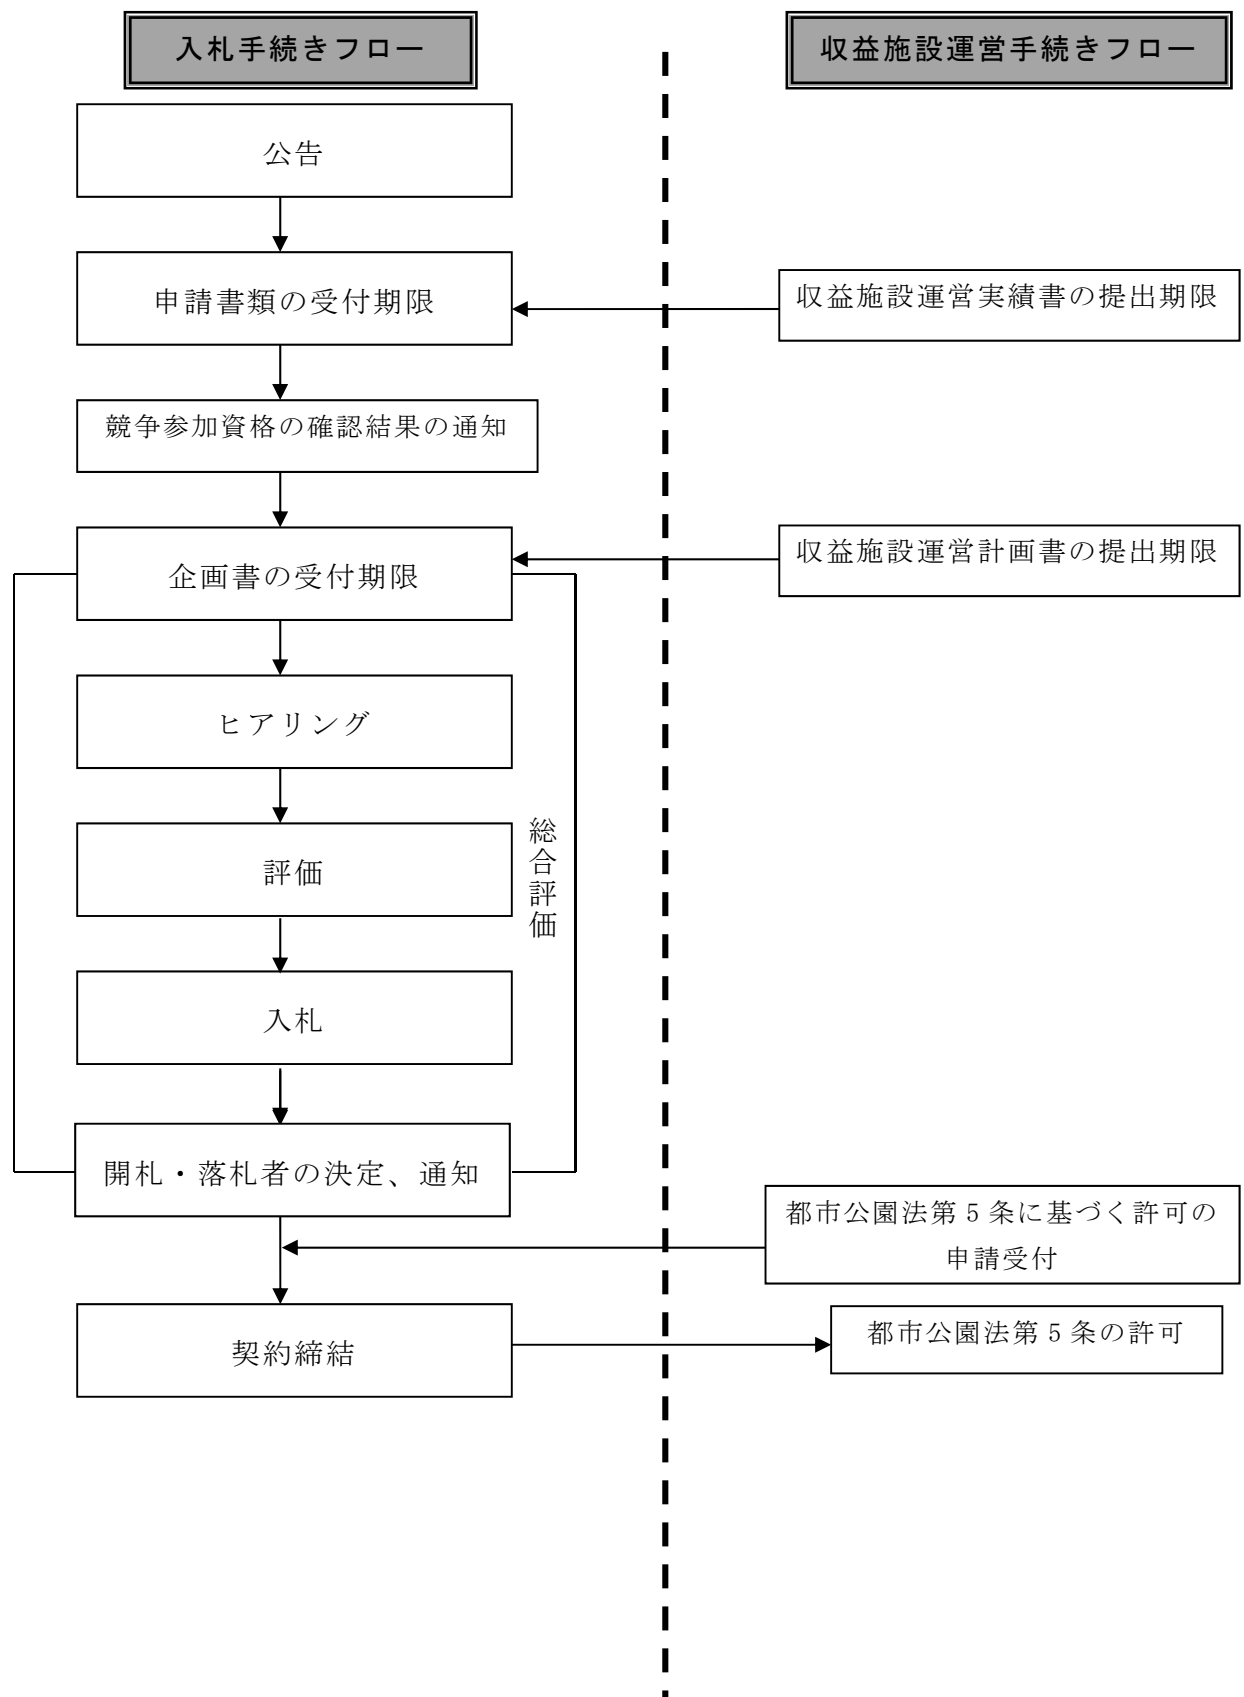 入札手続きフロー
収益施設運営手続きフロー
公告
申請書類の受付期限
収益施設運営実績書の提出期限
競争参加資格の確認結果の通知
企画書の受付期限
収益施設運営計画書の提出期限
ヒアリング
評価
総合評価
入札
開札・落札者の決定、通知
都市公園法第5条に基づく許可の
申請受付
契約締結
都市公園法第5条の許可